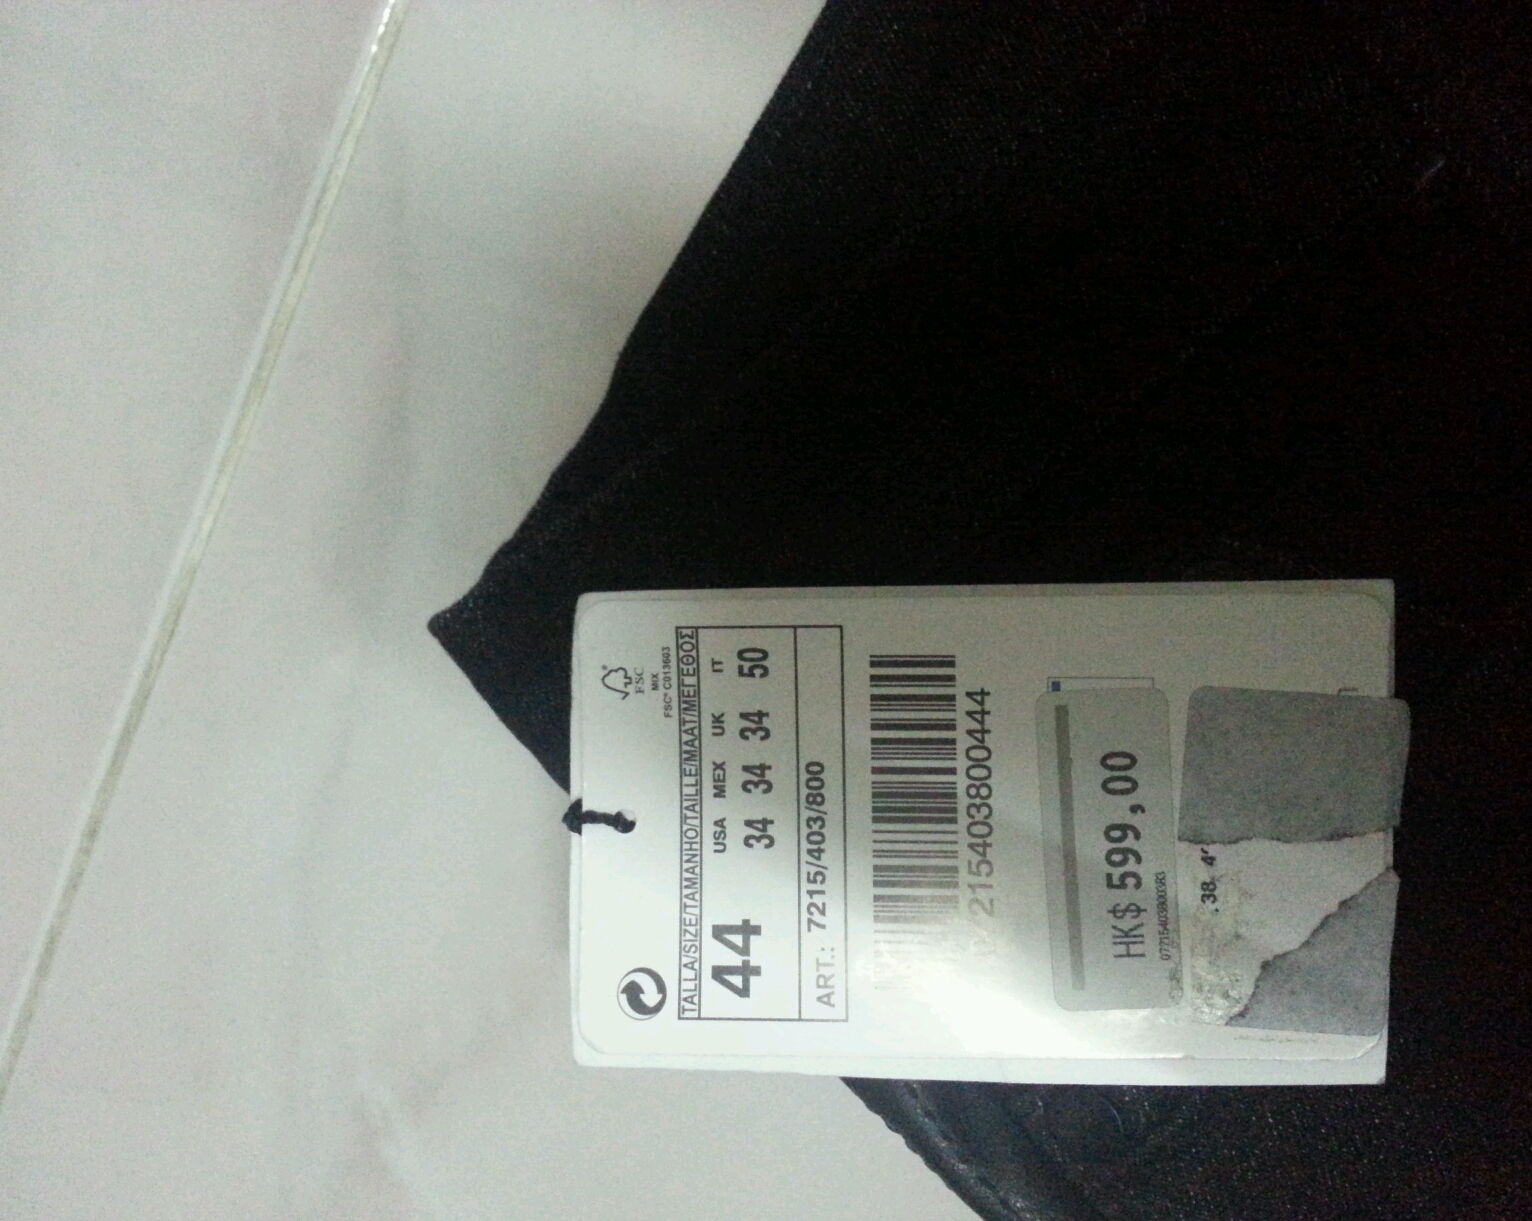 FSC®
MIX
FSC® C013603
TALLA/SIZE/TAMANHO/TAILLE/MAAT/ΜΕΓΕΘΟΣ
44
USA MEX UK IT
34 34 34 50
ART.: 7215/403/800
215403800444
HK$ 599,00
.38